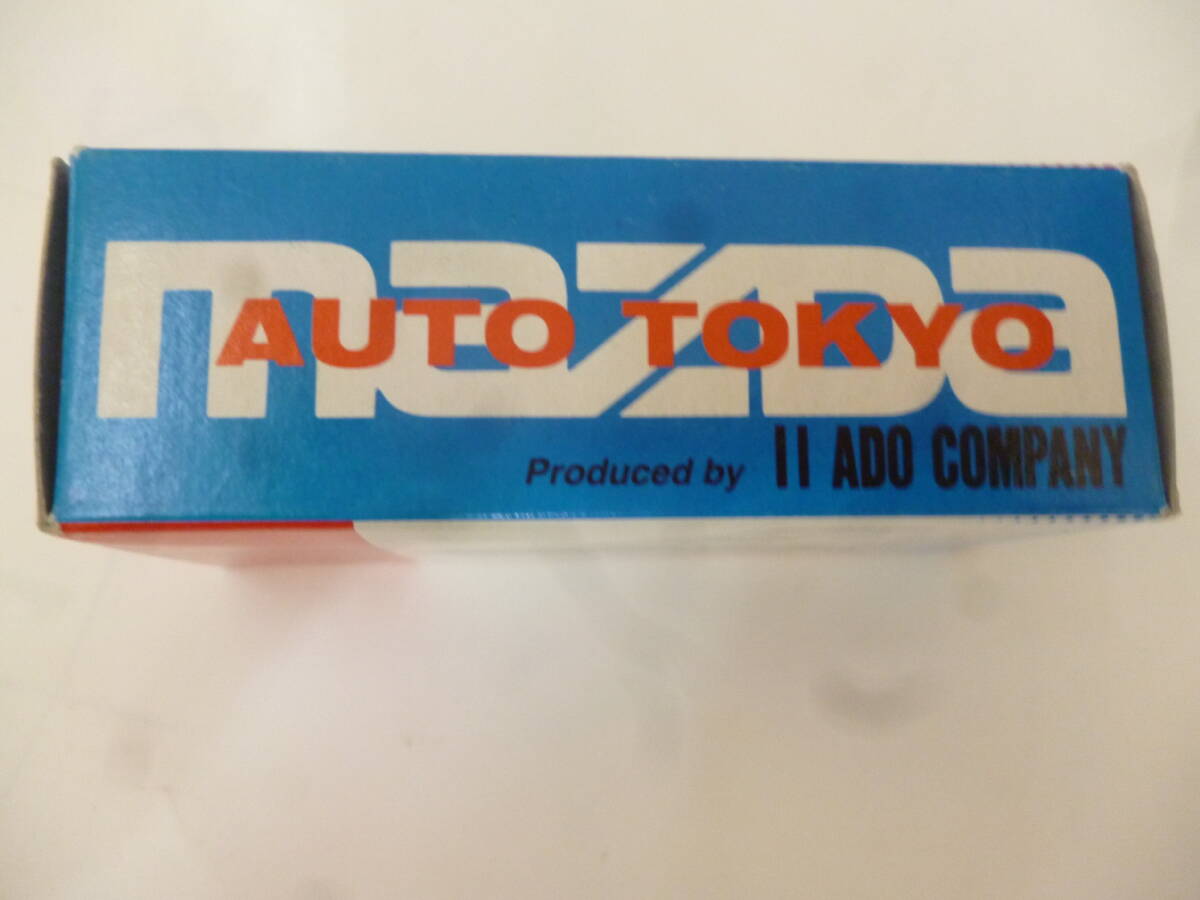 mazda
AUTO TOKYO
Produced by II ADO COMPANY